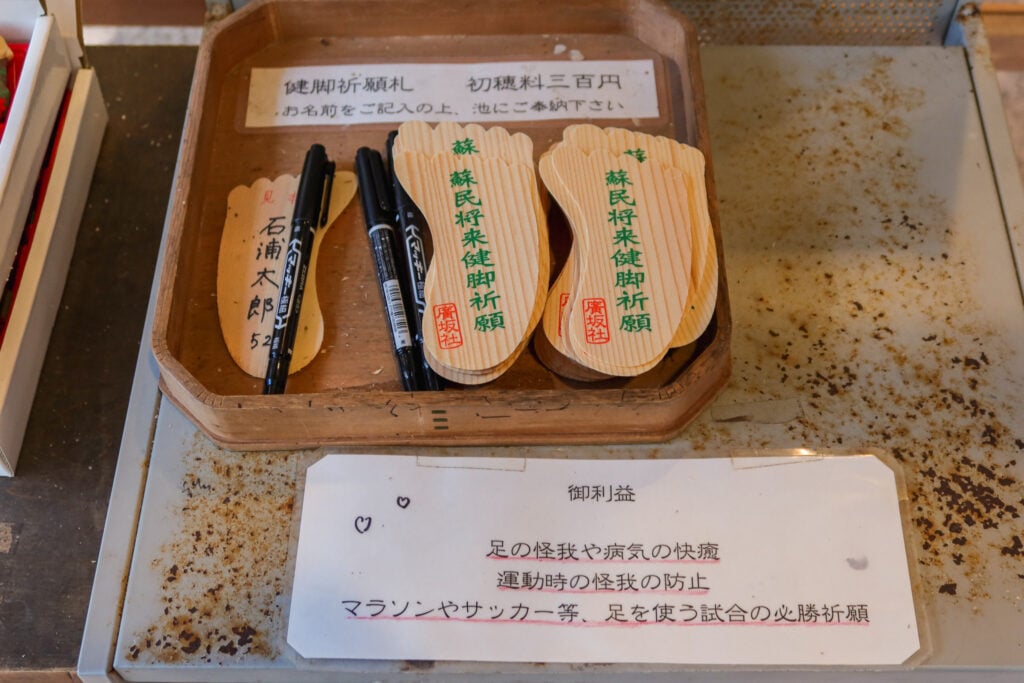 健脚祈願札　　初穂料三百円
お名前をご記入の上、池にご奉納下さい
見
石浦太郎
52
蘇
蘇民将来健脚祈願
廣坂社
蘇民将来健脚祈願
廣坂社
御利益
足の怪我や病気の快癒
運動時の怪我の防止
マラソンやサッカー等、足を使う試合の必勝祈願